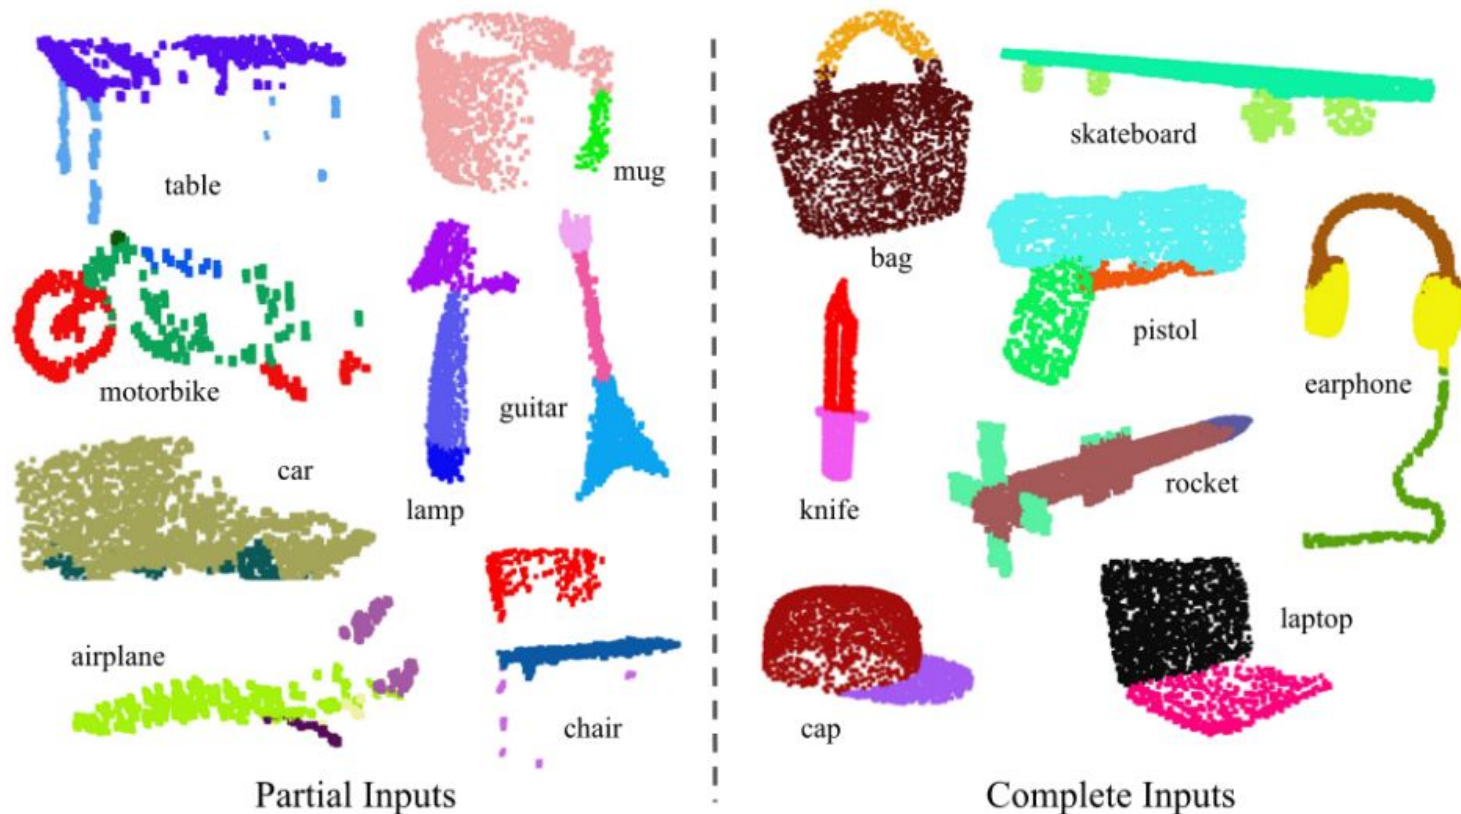 table
mug
motorbike
guitar
car
lamp
airplane
chair
Partial Inputs
skateboard
bag
pistol
earphone
knife
rocket
laptop
cap
Complete Inputs